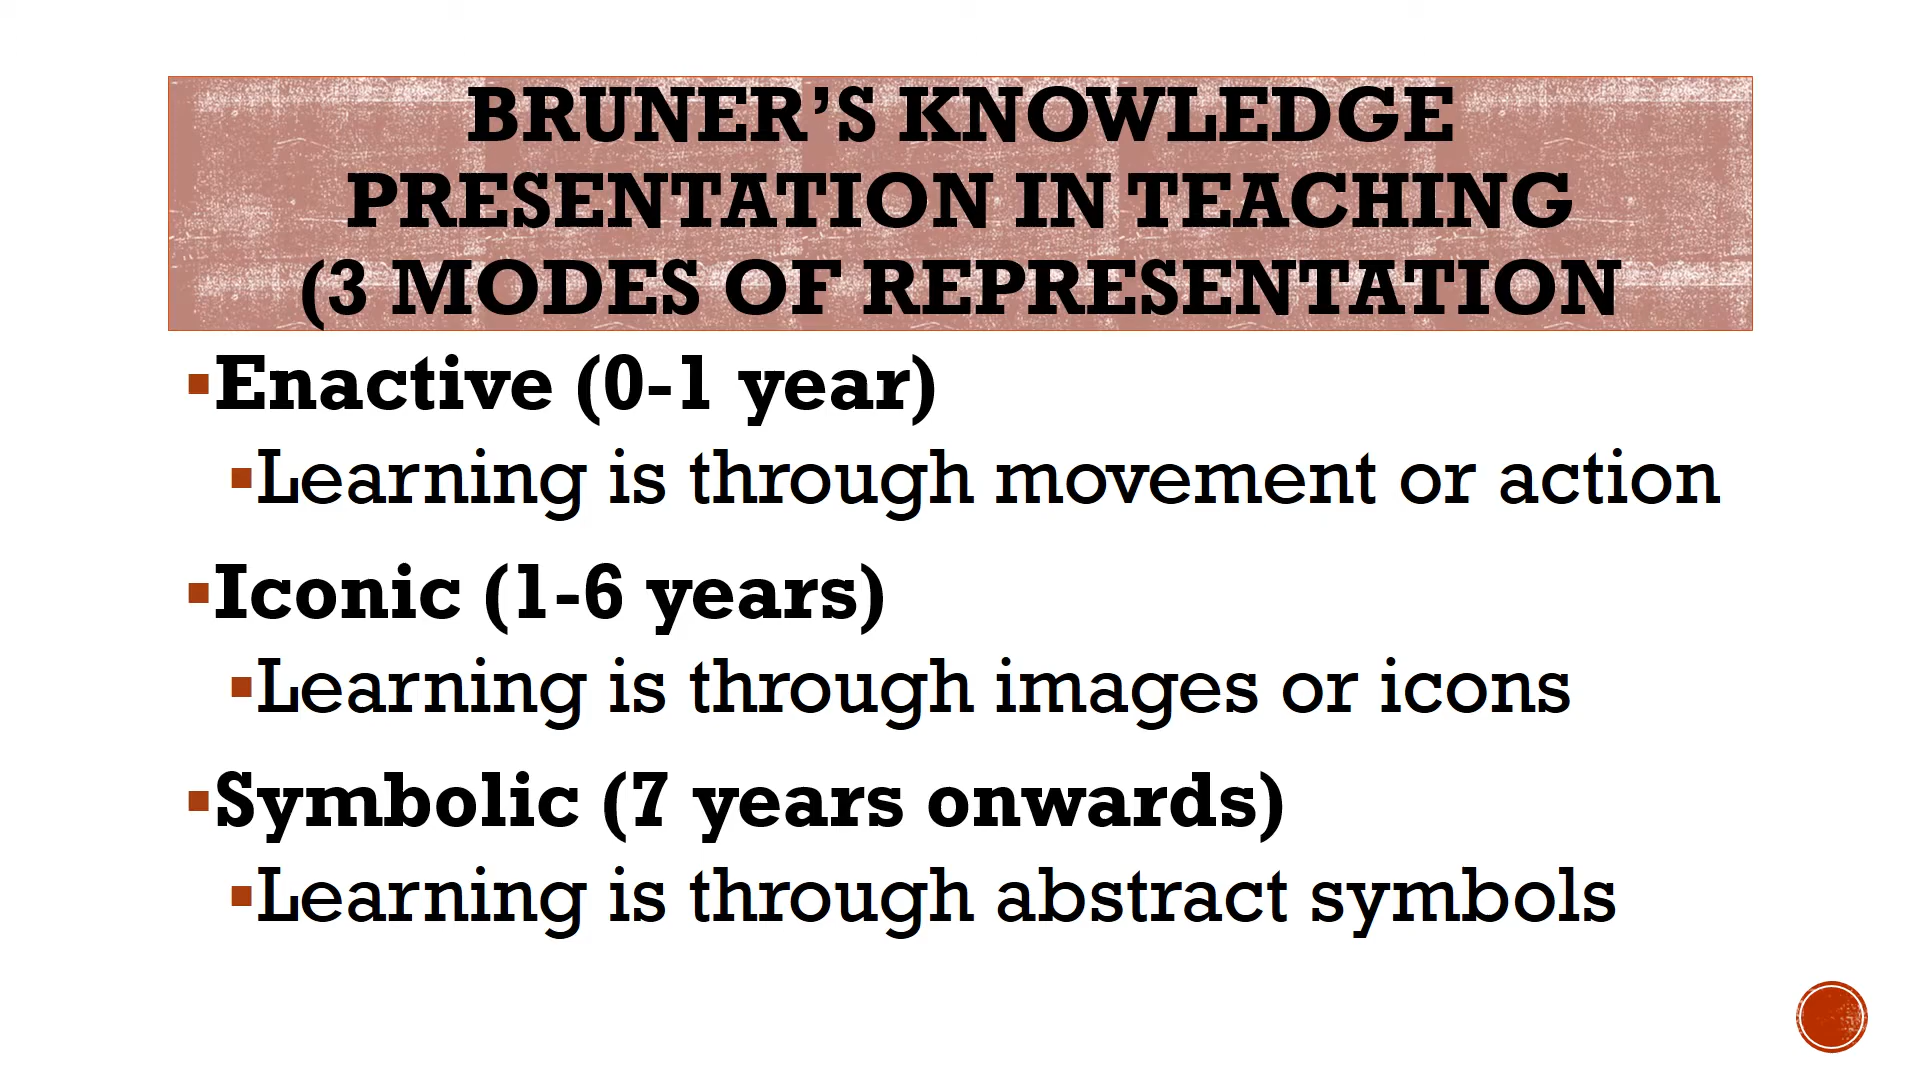 BRUNER’S KNOWLEDGE
PRESENTATION IN TEACHING
(3 MODES OF REPRESENTATION
▪Enactive (0-1 year)
▪Learning is through movement or action
▪Iconic (1-6 years)
▪Learning is through images or icons
▪Symbolic (7 years onwards)
▪Learning is through abstract symbols